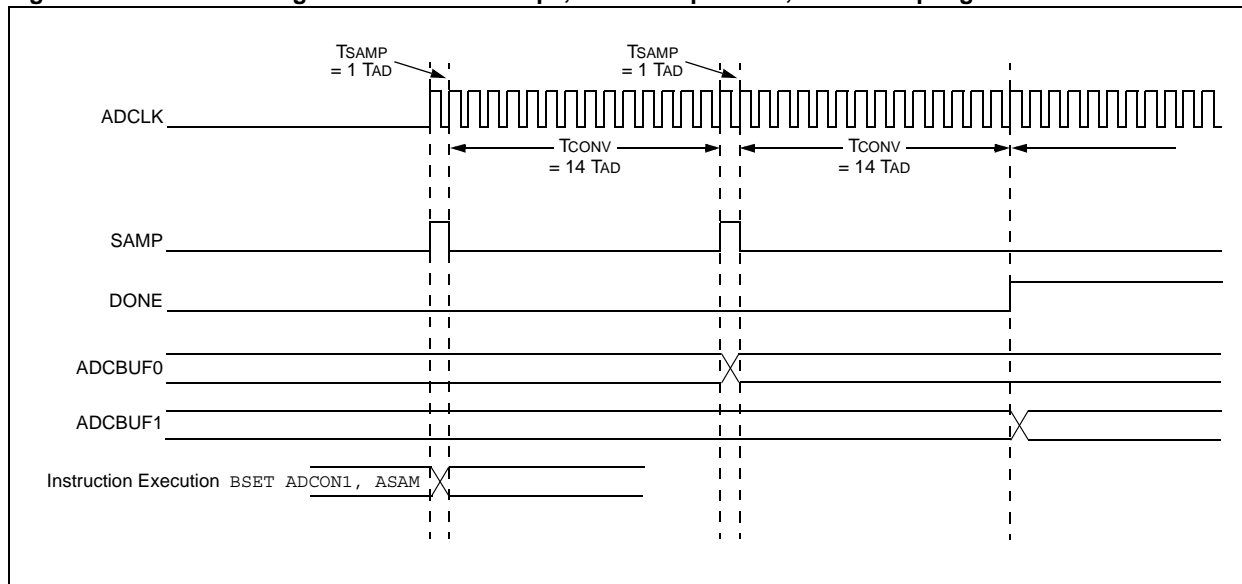 TSAMP
= 1 TAD
TSAMP
= 1 TAD
ADCLK
TCONV
= 14 TAD
TCONV
= 14 TAD
SAMP
DONE
ADCBUF0
ADCBUF1
Instruction Execution BSET ADCON1, ASAM